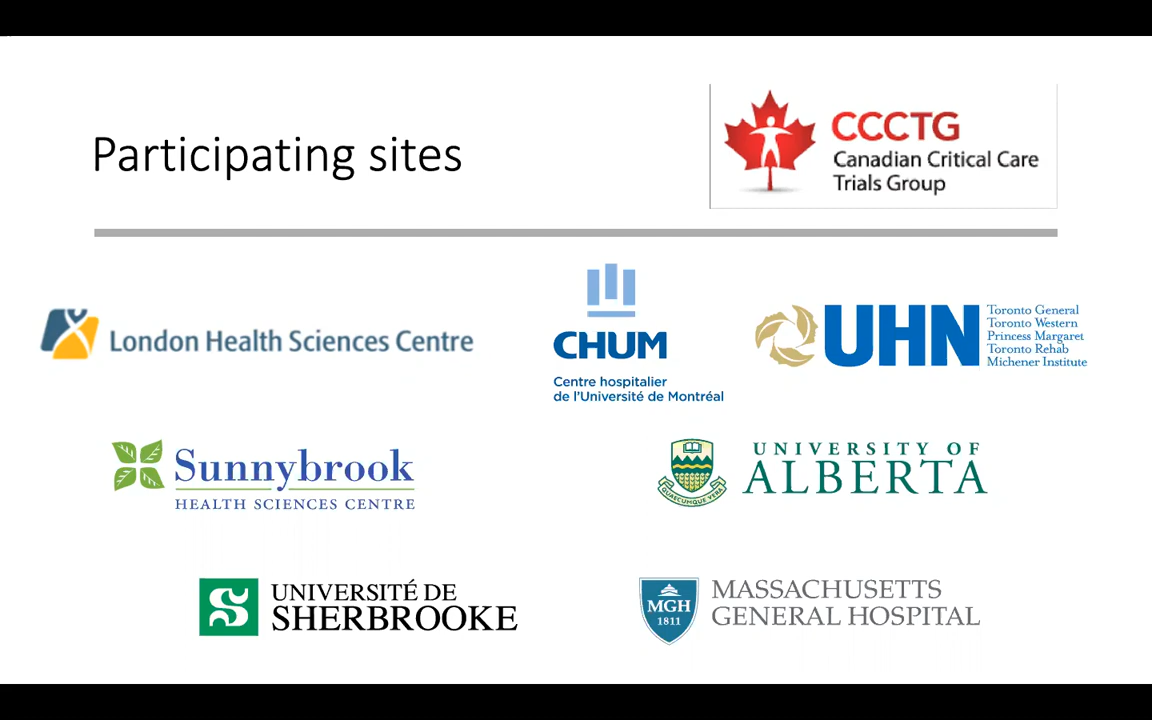 Participating sites
CCCTG
Canadian Critical Care
Trials Group
London Health Sciences Centre
CHUM
Centre hospitalier
de l'Université de Montréal
UHN
Toronto General
Toronto Western
Princess Margaret
Toronto Rehab
Michener Institute
Sunnybrook
HEALTH SCIENCES CENTRE
QUAECUMQUE VERA
UNIVERSITY OF
ALBERTA
UNIVERSITÉ DE
SHERBROOKE
MGH
1811
MASSACHUSETTS
GENERAL HOSPITAL